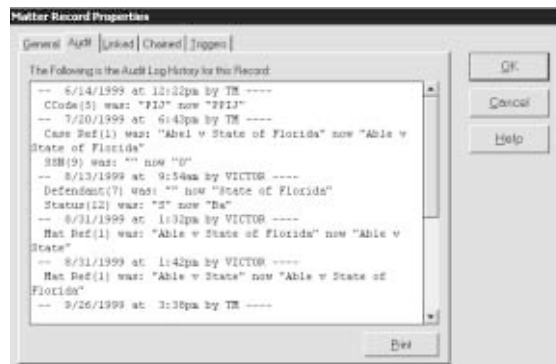 Matter Record Properties
General Audit Linked Chained Triggers
The Following is the Audit Log History for this Record:
-- 6/14/1999 at 12:22pm by TM ----
CCode(5) was: "PIJ" now "PPIJ"
-- 7/20/1999 at 6:43pm by TM ----
Case Ref(1) was: "Abel v State of Florida" now "Able v
State of Florida"
SSN(9) was: "" now "0"
-- 8/13/1999 at 9:54am by VICTOR ----
Defendant(7) was: "" now "State of Florida"
Status(12) was: "S" now "Ba"
-- 8/31/1999 at 1:32pm by VICTOR ----
Mat Ref(1) was: "Able v State of Florida" now "Able v
State"
-- 8/31/1999 at 1:42pm by VICTOR ----
Mat Ref(1) was: "Able v State" now "Able v State of
Florida"
-- 9/26/1999 at 3:38pm by TM ----
Print
OK
Cancel
Help